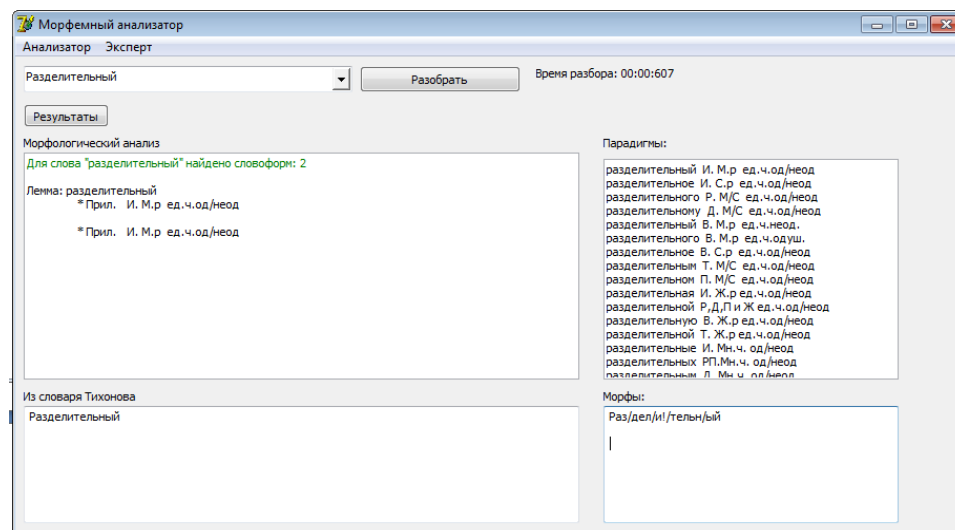 Морфемный анализатор
Анализатор Эксперт
Разделительный
Разобрать
Время разбора: 00:00:607
Результаты
Морфологический анализ
Для слова "разделительный" найдено словоформ: 2
Лемма: разделительный
*Прил. И. М.р ед.ч.од/неод
*Прил. И. М.р ед.ч.од/неод
Парадигмы:
разделительный И. М.р ед.ч.од/неод
разделительное И. С.р ед.ч.од/неод
разделительного Р. М/С ед.ч.од/неод
разделительному Д. М/С ед.ч.од/неод
разделительный В. М.р ед.ч.неод.
разделительного В. М.р ед.ч.одуш.
разделительное В. С.р ед.ч.од/неод
разделительным Т. М/С ед.ч.од/неод
разделительном П. М/С ед.ч.од/неод
разделительная И. Ж.р ед.ч.од/неод
разделительной Р,Д,П и Ж ед.ч.од/неод
разделительную В. Ж.р ед.ч.од/неод
разделительной Т. Ж.р ед.ч.од/неод
разделительные И. Мн.ч. од/неод
разделительных РП.Мн.ч. од/неод
разделительным Д. Мн.ч. од/неод
Из словаря Тихонова
Разделительный
Морфы:
Раз/дел/и!/тельн/ый